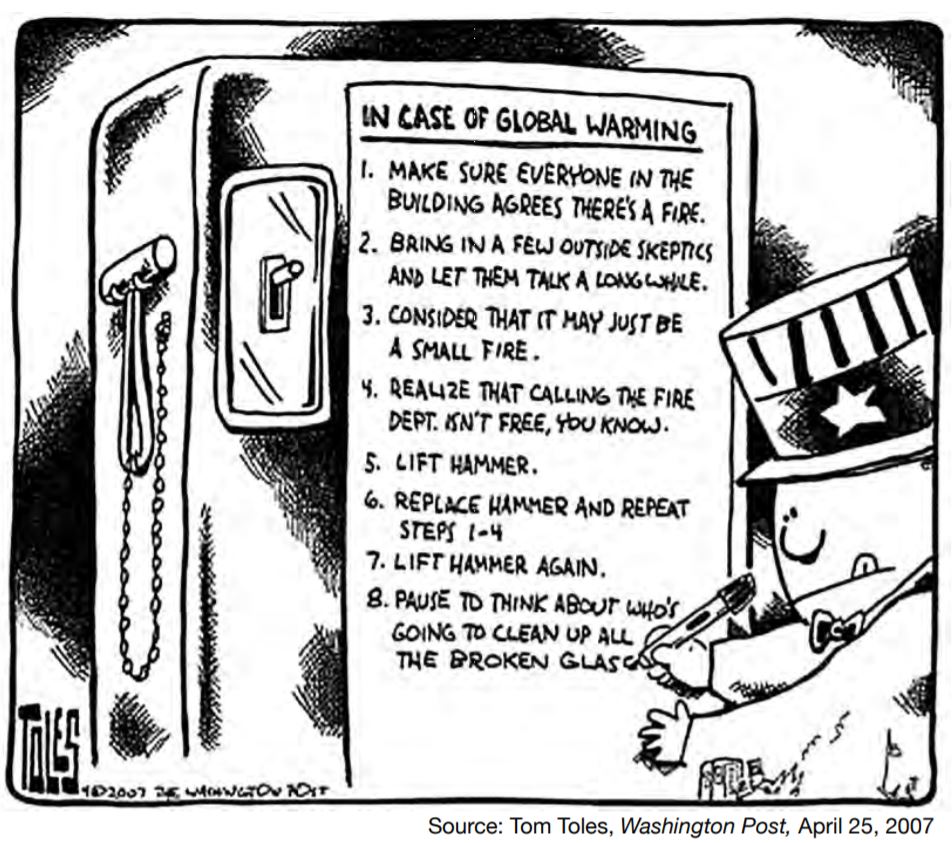 IN CASE OF GLOBAL WARMING
1. MAKE SURE EVERYONE IN THE
BUILDING AGREES THERE'S A FIRE.
2. BRING IN A FEW OUTSIDE SKEPTICS
AND LET THEM TALK A LONG WHILE.
3. CONSIDER THAT IT MAY JUST BE
A SMALL FIRE.
4. REALIZE THAT CALLING THE FIRE
DEPT. ISN'T FREE, YOU KNOW.
5. LIFT HAMMER.
6. REPLACE HAMMER AND REPEAT
STEPS 1-4
7. LIFT HAMMER AGAIN.
8. PAUSE TO THINK ABOUT WHO'S
GOING TO CLEAN UP ALL
THE BROKEN GLASS
TOLES
©2007 THE WASHINGTON POST
Source: Tom Toles, Washington Post, April 25, 2007